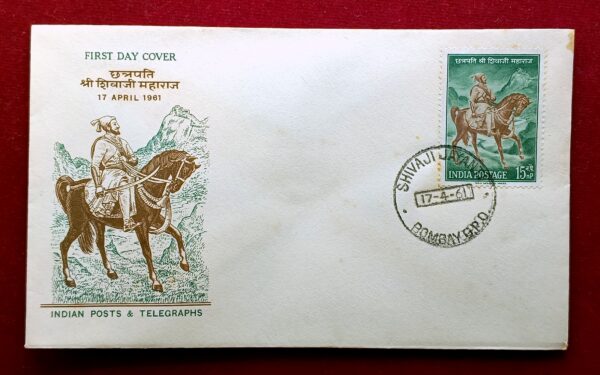 FIRST DAY COVER
छत्रपति
श्री शिवाजी महाराज
17 APRIL 1961
INDIAN POSTS & TELEGRAPHS
छत्रपति श्री शिवाजी महाराज
INDIA POSTAGE 15 न.पै. NP
SHIVAJI JAYANTI
17-4-61
BOMBAY G.P.O.